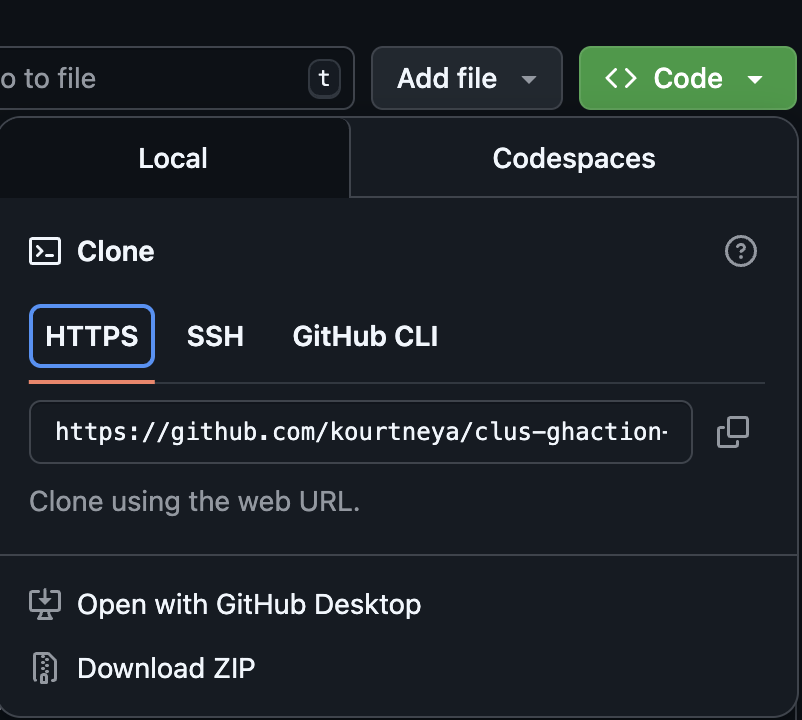 o to file
t
Add file
Code
Local
Codespaces
Clone
HTTPS
SSH
GitHub CLI
https://github.com/kourtneya/clus-ghaction-
Clone using the web URL.
Open with GitHub Desktop
Download ZIP